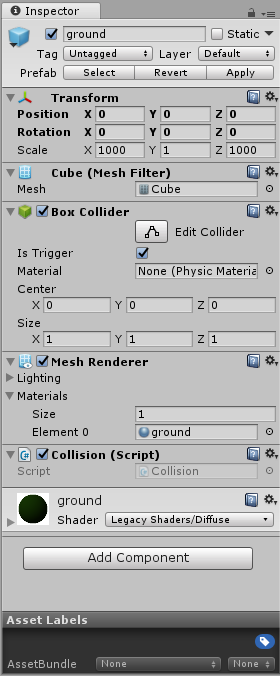 Inspector
ground Static
Tag Untagged Layer Default
Prefab Select Revert Apply
Transform
Position X 0 Y 0 Z 0
Rotation X 0 Y 0 Z 0
Scale X 1000 Y 1 Z 1000
Cube (Mesh Filter)
Mesh Cube
Box Collider
Edit Collider
Is Trigger
Material None (Physic Materia
Center
X 0 Y 0 Z 0
Size
X 1 Y 1 Z 1
Mesh Renderer
Lighting
Materials
Size 1
Element 0 ground
Collision (Script)
Script Collision
ground
Shader Legacy Shaders/Diffuse
Add Component
Asset Labels
AssetBundle None None